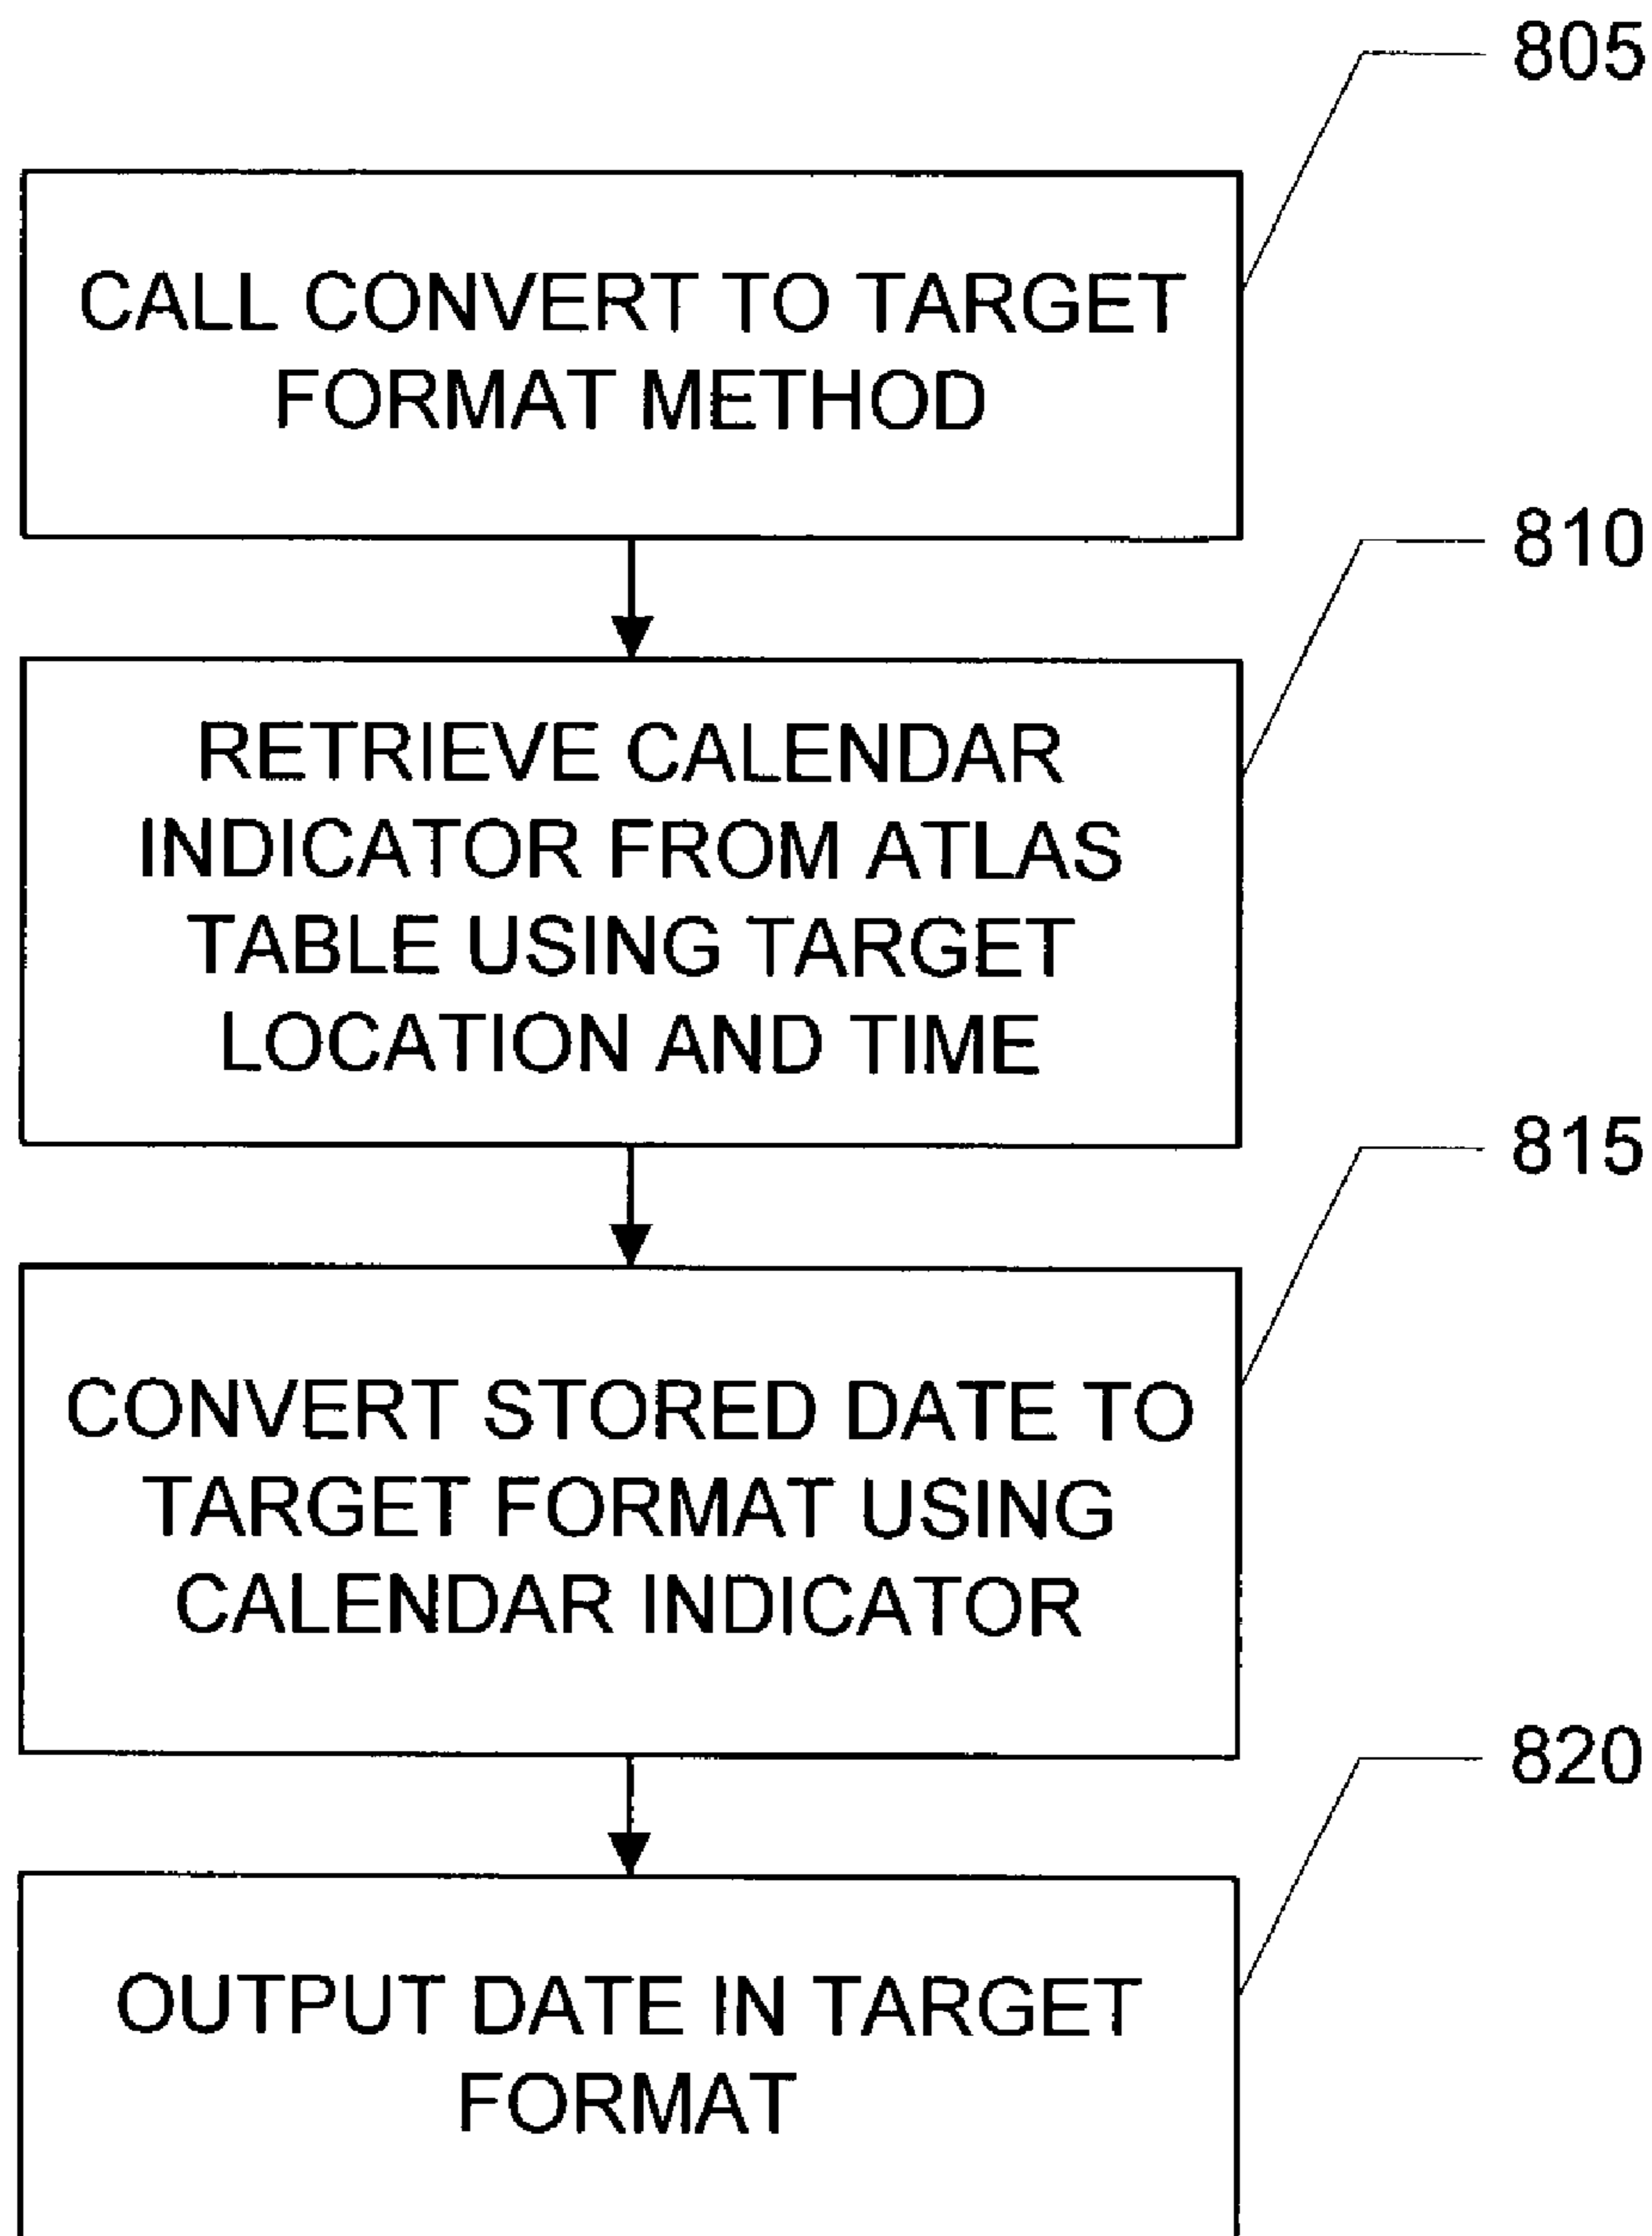 805
CALL CONVERT TO TARGET
FORMAT METHOD
810
RETRIEVE CALENDAR
INDICATOR FROM ATLAS
TABLE USING TARGET
LOCATION AND TIME
815
CONVERT STORED DATE TO
TARGET FORMAT USING
CALENDAR INDICATOR
820
OUTPUT DATE IN TARGET
FORMAT